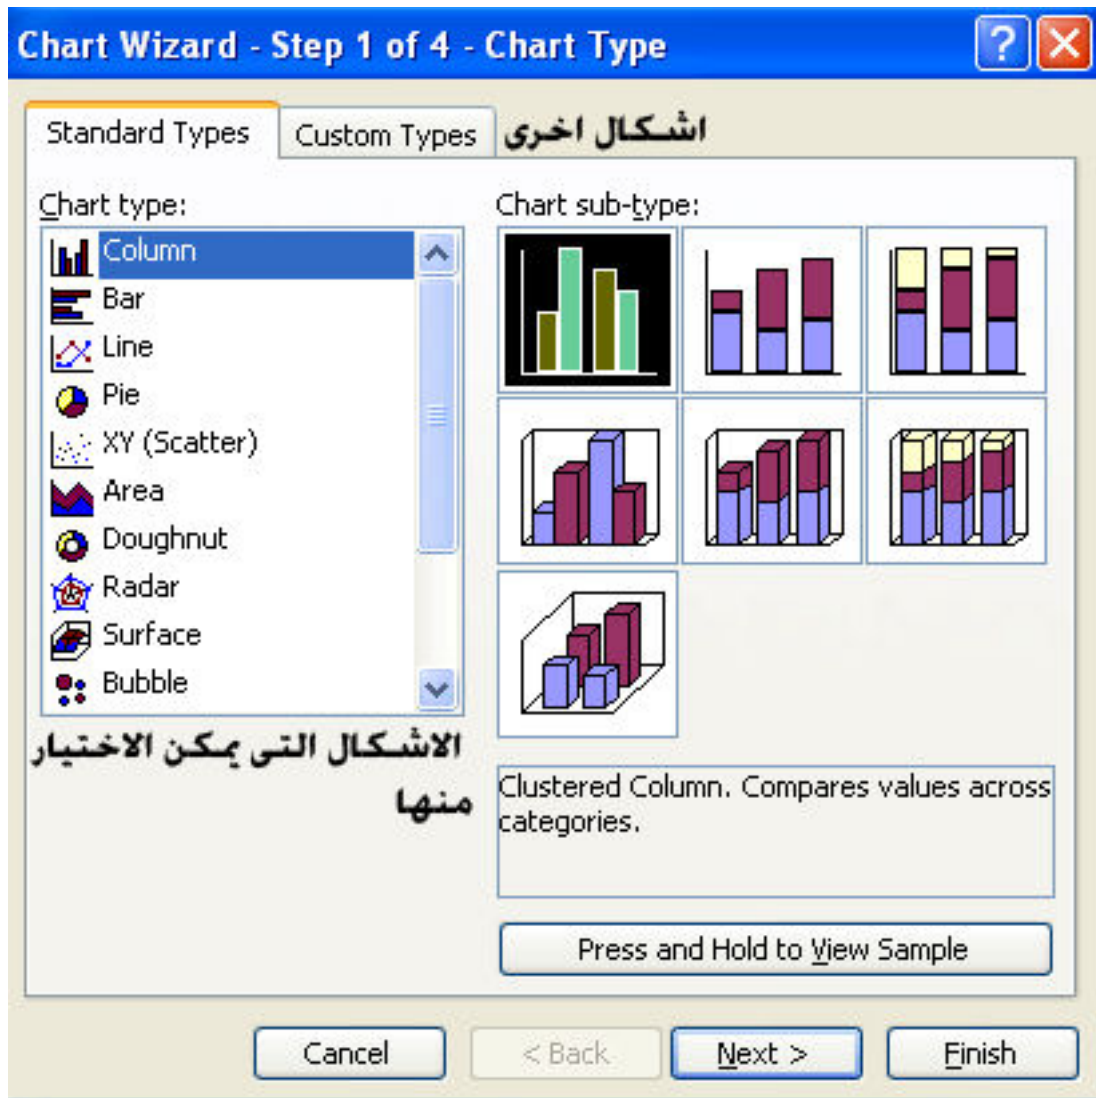 Chart Wizard - Step 1 of 4 - Chart Type
?
Standard Types
Custom Types
اشكال اخرى
Chart type:
Column
Bar
Line
Pie
XY (Scatter)
Area
Doughnut
Radar
Surface
Bubble
الاشكال التى يمكن الاختيار
منها
Chart sub-type:
Clustered Column. Compares values across
categories.
Press and Hold to View Sample
Cancel
< Back
Next >
Finish